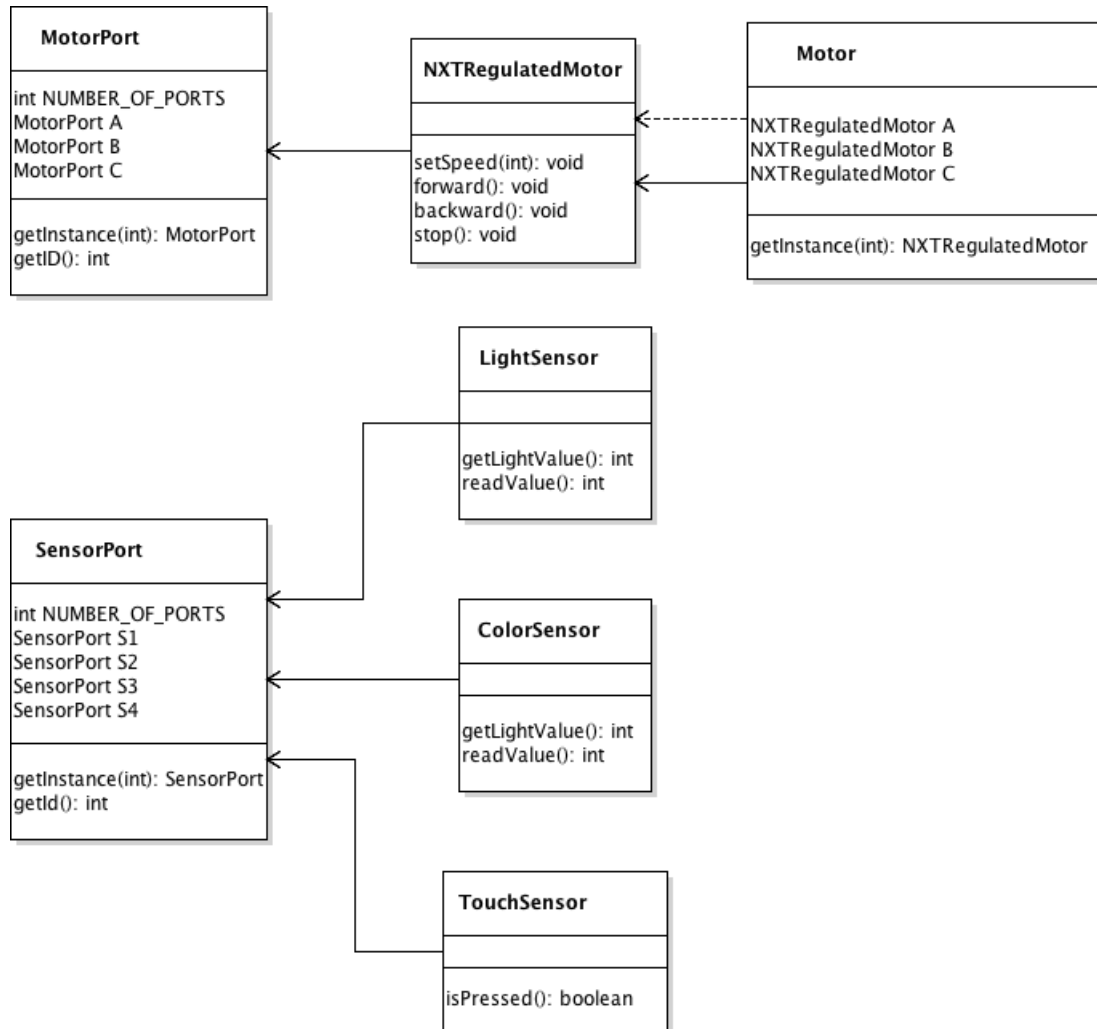 MotorPort
int NUMBER_OF_PORTS
MotorPort A
MotorPort B
MotorPort C
getInstance(int): MotorPort
getID(): int
NXTRegulatedMotor
setSpeed(int): void
forward(): void
backward(): void
stop(): void
Motor
NXTRegulatedMotor A
NXTRegulatedMotor B
NXTRegulatedMotor C
getInstance(int): NXTRegulatedMotor
LightSensor
getLightValue(): int
readValue(): int
SensorPort
int NUMBER_OF_PORTS
SensorPort S1
SensorPort S2
SensorPort S3
SensorPort S4
getInstance(int): SensorPort
getId(): int
ColorSensor
getLightValue(): int
readValue(): int
TouchSensor
isPressed(): boolean